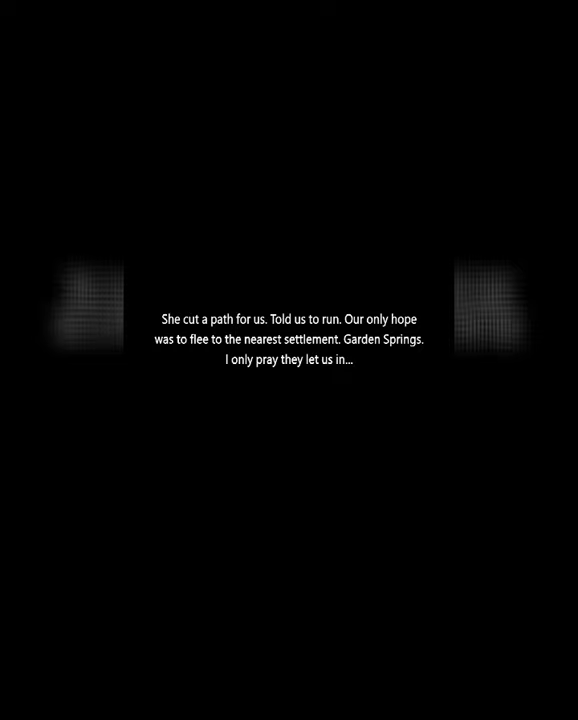 She cut a path for us. Told us to run. Our only hope
was to flee to the nearest settlement. Garden Springs.
I only pray they let us in...